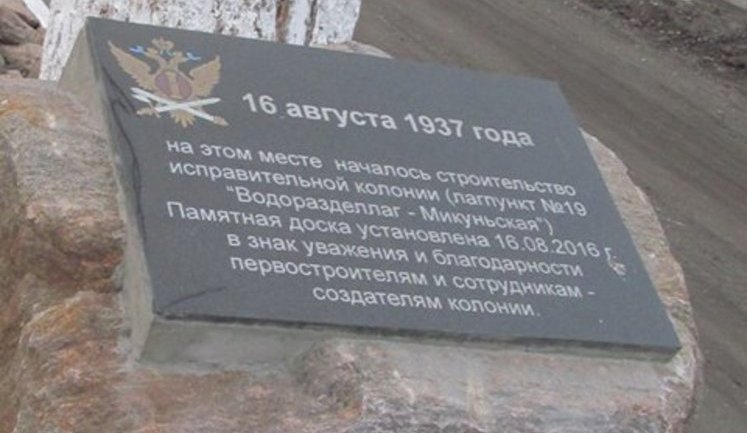 16 августа 1937 года
на этом месте началось строительство
исправительной колонии (лагпункт №19
"Водоразделлаг - Микуньская")
Памятная доска установлена 16.08.2016 г.
в знак уважения и благодарности
первостроителям и сотрудникам -
создателям колонии.